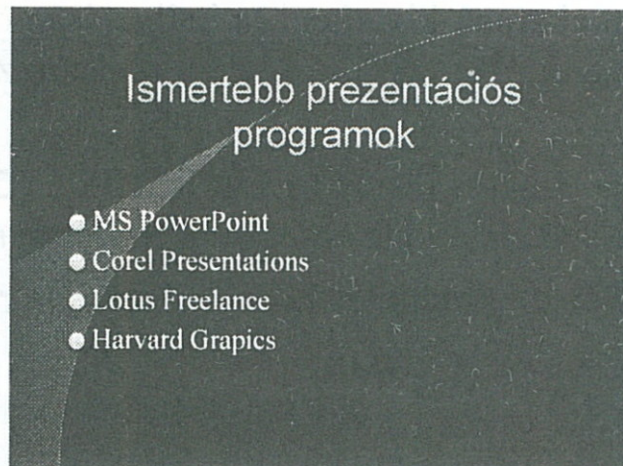 Ismertebb prezentációs
programok
MS PowerPoint
Corel Presentations
Lotus Freelance
Harvard Grapics